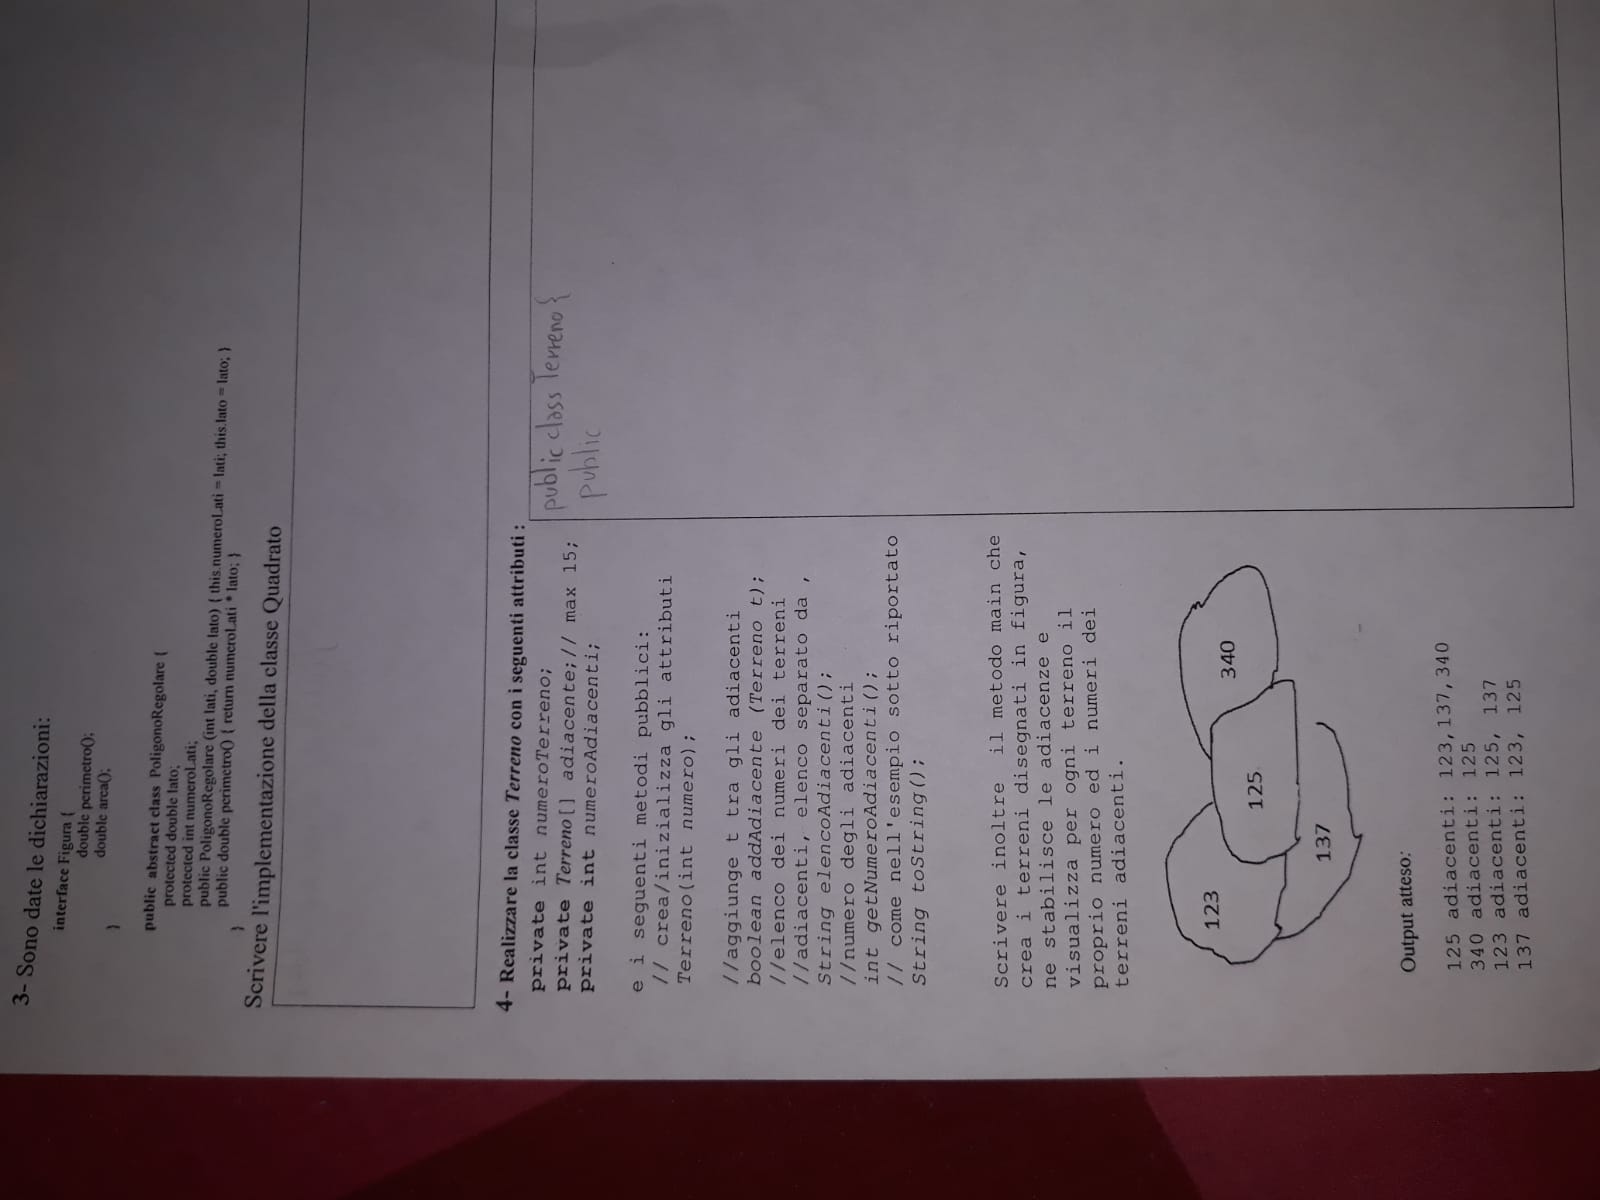 3- Sono date le dichiarazioni:
interface Figura {
double perimetro();
double area();
}
public abstract class PoligonoRegolare {
protected double lato;
protected int numeroLati;
public PoligonoRegolare (int lati, double lato) { this.numeroLati = lati; this.lato = lato; }
public double perimetro() { return numeroLati * lato; }
}
Scrivere l'implementazione della classe Quadrato
4- Realizzare la classe Terreno con i seguenti attributi :
private int numeroTerreno;
private Terreno[] adiacente;// max 15;
private int numeroAdiacenti;
e i seguenti metodi pubblici:
// crea/inizializza gli attributi
Terreno(int numero);
//aggiunge t tra gli adiacenti
boolean addAdiacente (Terreno t);
//elenco dei numeri dei terreni
//adiacenti, elenco separato da ,
String elencoAdiacenti();
//numero degli adiacenti
int getNumeroAdiacenti();
// come nell'esempio sotto riportato
String toString();
Scrivere inoltre il metodo main che
crea i terreni disegnati in figura,
ne stabilisce le adiacenze e
visualizza per ogni terreno il
proprio numero ed i numeri dei
terreni adiacenti.
123
125
340
137
Output atteso:
125 adiacenti: 123,137,340
340 adiacenti: 125
123 adiacenti: 125, 137
137 adiacenti: 123, 125
public class Terreno {
public